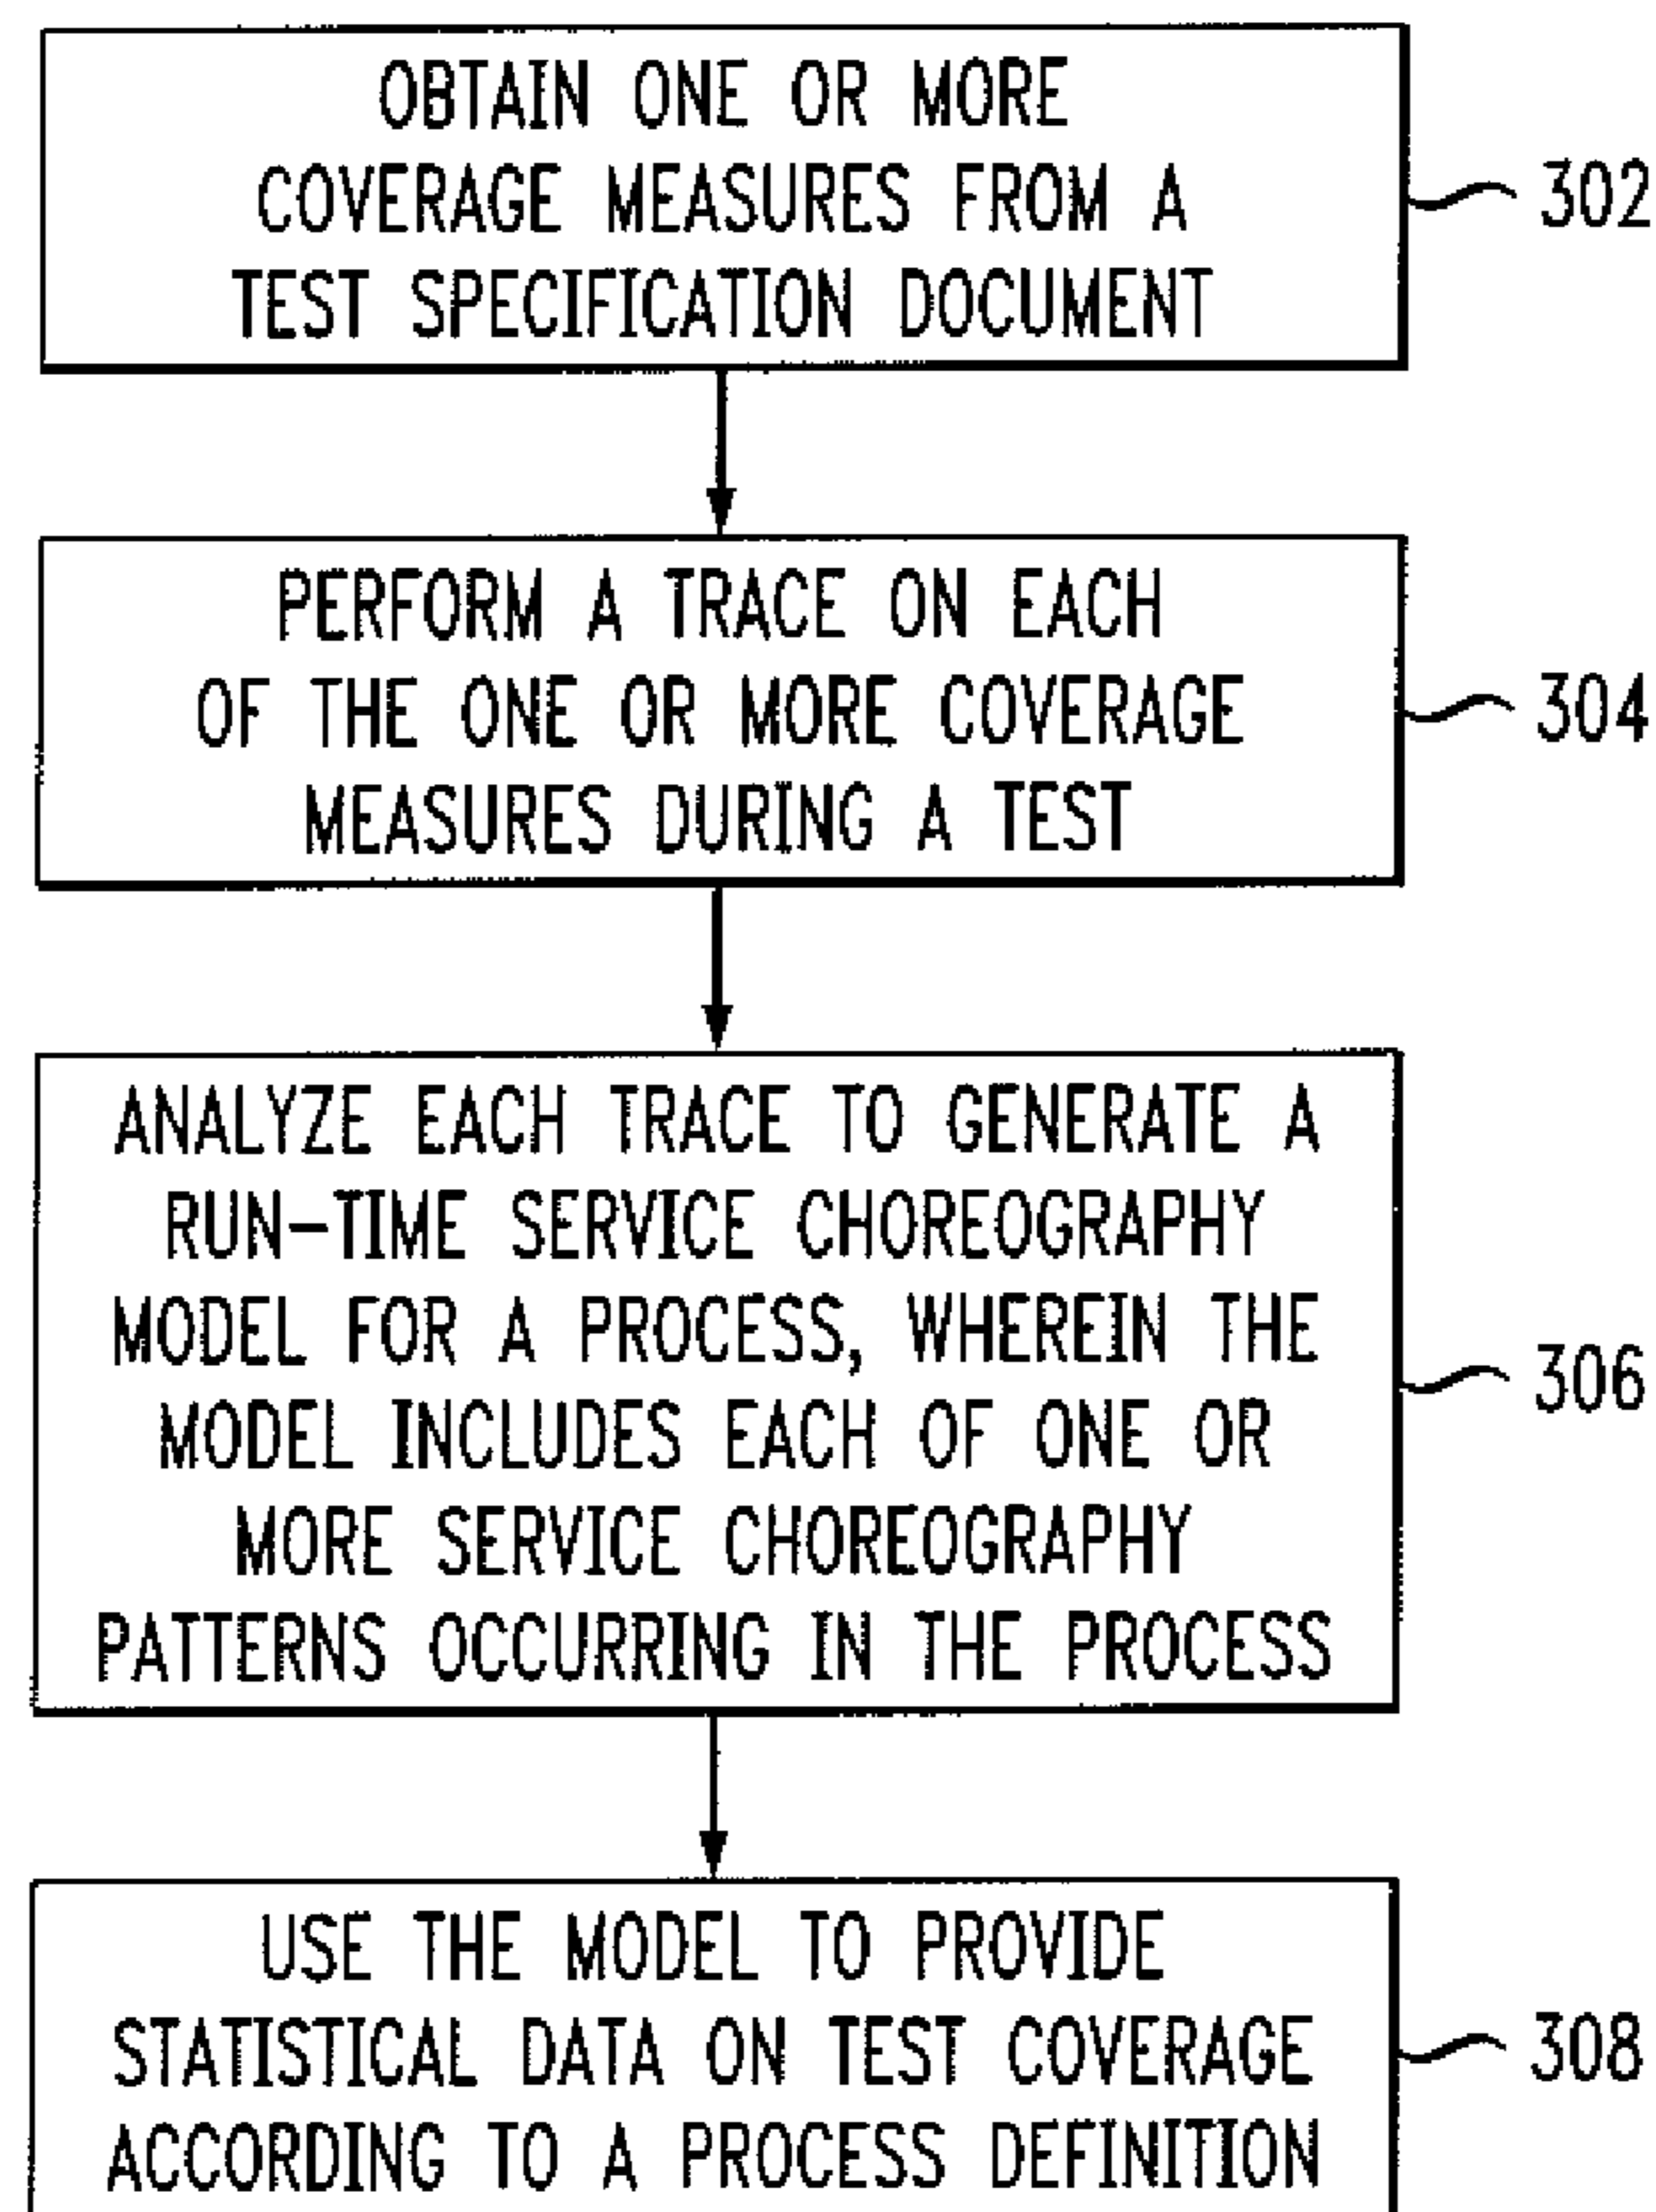 OBTAIN ONE OR MORE
COVERAGE MEASURES FROM A
TEST SPECIFICATION DOCUMENT
302
PERFORM A TRACE ON EACH
OF THE ONE OR MORE COVERAGE
MEASURES DURING A TEST
304
ANALYZE EACH TRACE TO GENERATE A
RUN-TIME SERVICE CHOREOGRAPHY
MODEL FOR A PROCESS, WHEREIN THE
MODEL INCLUDES EACH OF ONE OR
MORE SERVICE CHOREOGRAPHY
PATTERNS OCCURRING IN THE PROCESS
306
USE THE MODEL TO PROVIDE
STATISTICAL DATA ON TEST COVERAGE
ACCORDING TO A PROCESS DEFINITION
308